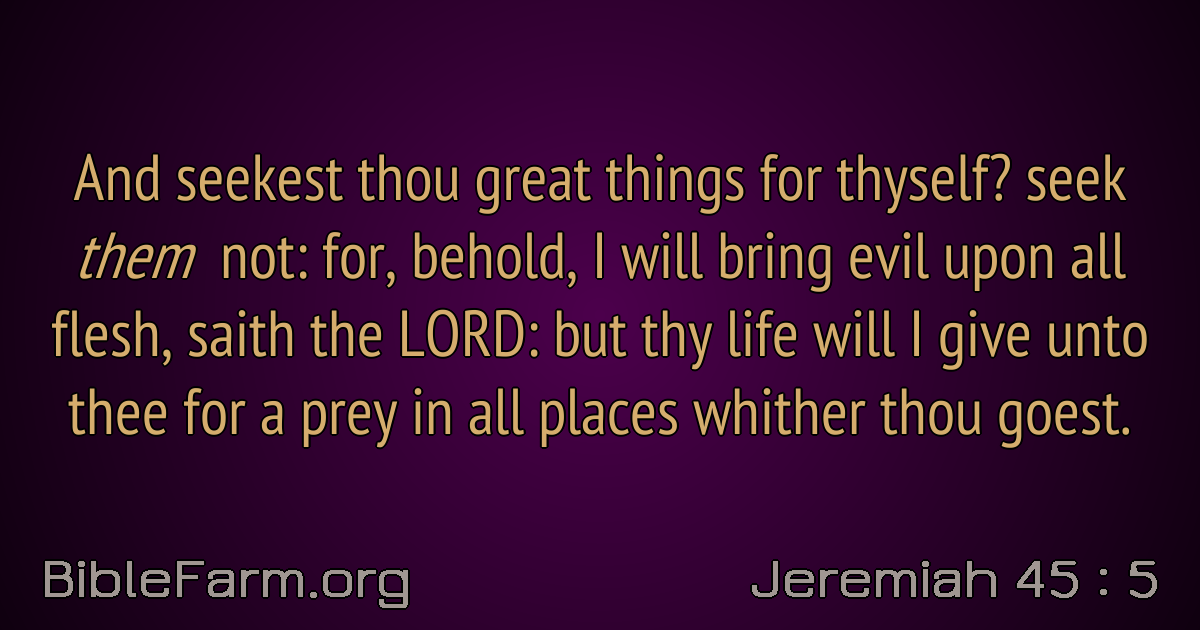 And seekest thou great things for thyself? seek
them not: for, behold, I will bring evil upon all
flesh, saith the LORD: but thy life will I give unto
thee for a prey in all places whither thou goest.
BibleFarm.org
Jeremiah 45 : 5